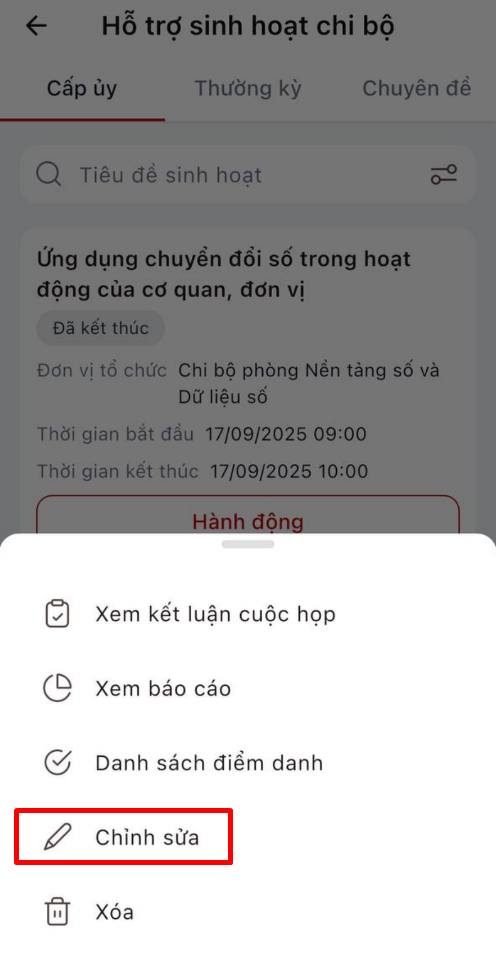 Hỗ trợ sinh hoạt chi bộ
Cấp ủy Thường kỳ Chuyên đề
Tiêu đề sinh hoạt
Ứng dụng chuyển đổi số trong hoạt
động của cơ quan, đơn vị
Đã kết thúc
Đơn vị tổ chức Chi bộ phòng Nền tảng số và
Dữ liệu số
Thời gian bắt đầu 17/09/2025 09:00
Thời gian kết thúc 17/09/2025 10:00
Hành động
Xem kết luận cuộc họp
Xem báo cáo
Danh sách điểm danh
Chỉnh sửa
Xóa